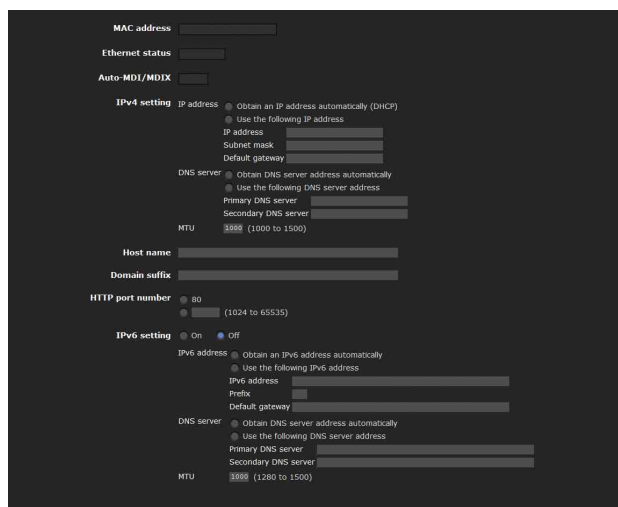 MAC address
Ethernet status
Auto-MDI/MDIX
IPv4 setting IP address Obtain an IP address automatically (DHCP)
Use the following IP address
IP address
Subnet mask
Default gateway
DNS server Obtain DNS server address automatically
Use the following DNS server address
Primary DNS server
Secondary DNS server
MTU 1000 (1000 to 1500)
Host name
Domain suffix
HTTP port number 80
(1024 to 65535)
IPv6 setting On Off
IPv6 address Obtain an IPv6 address automatically
Use the following IPv6 address
IPv6 address
Prefix
Default gateway
DNS server Obtain DNS server address automatically
Use the following DNS server address
Primary DNS server
Secondary DNS server
MTU 1000 (1280 to 1500)